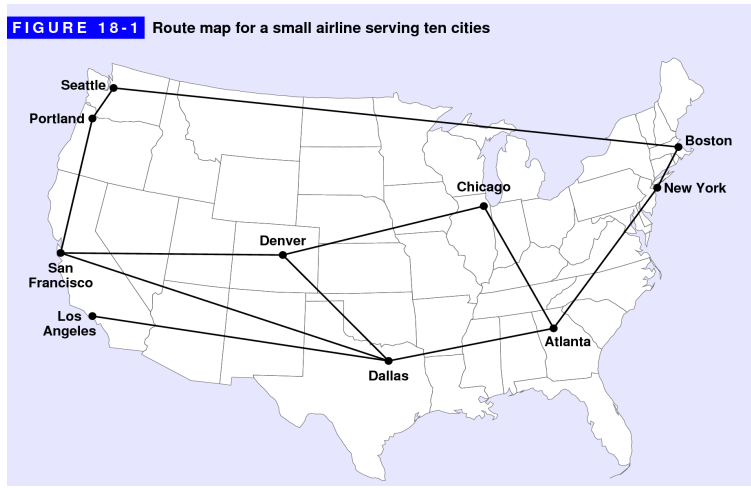 FIGURE 18-1 Route map for a small airline serving ten cities
Seattle
Portland
Boston
Chicago
New York
Denver
San
Francisco
Los
Angeles
Atlanta
Dallas